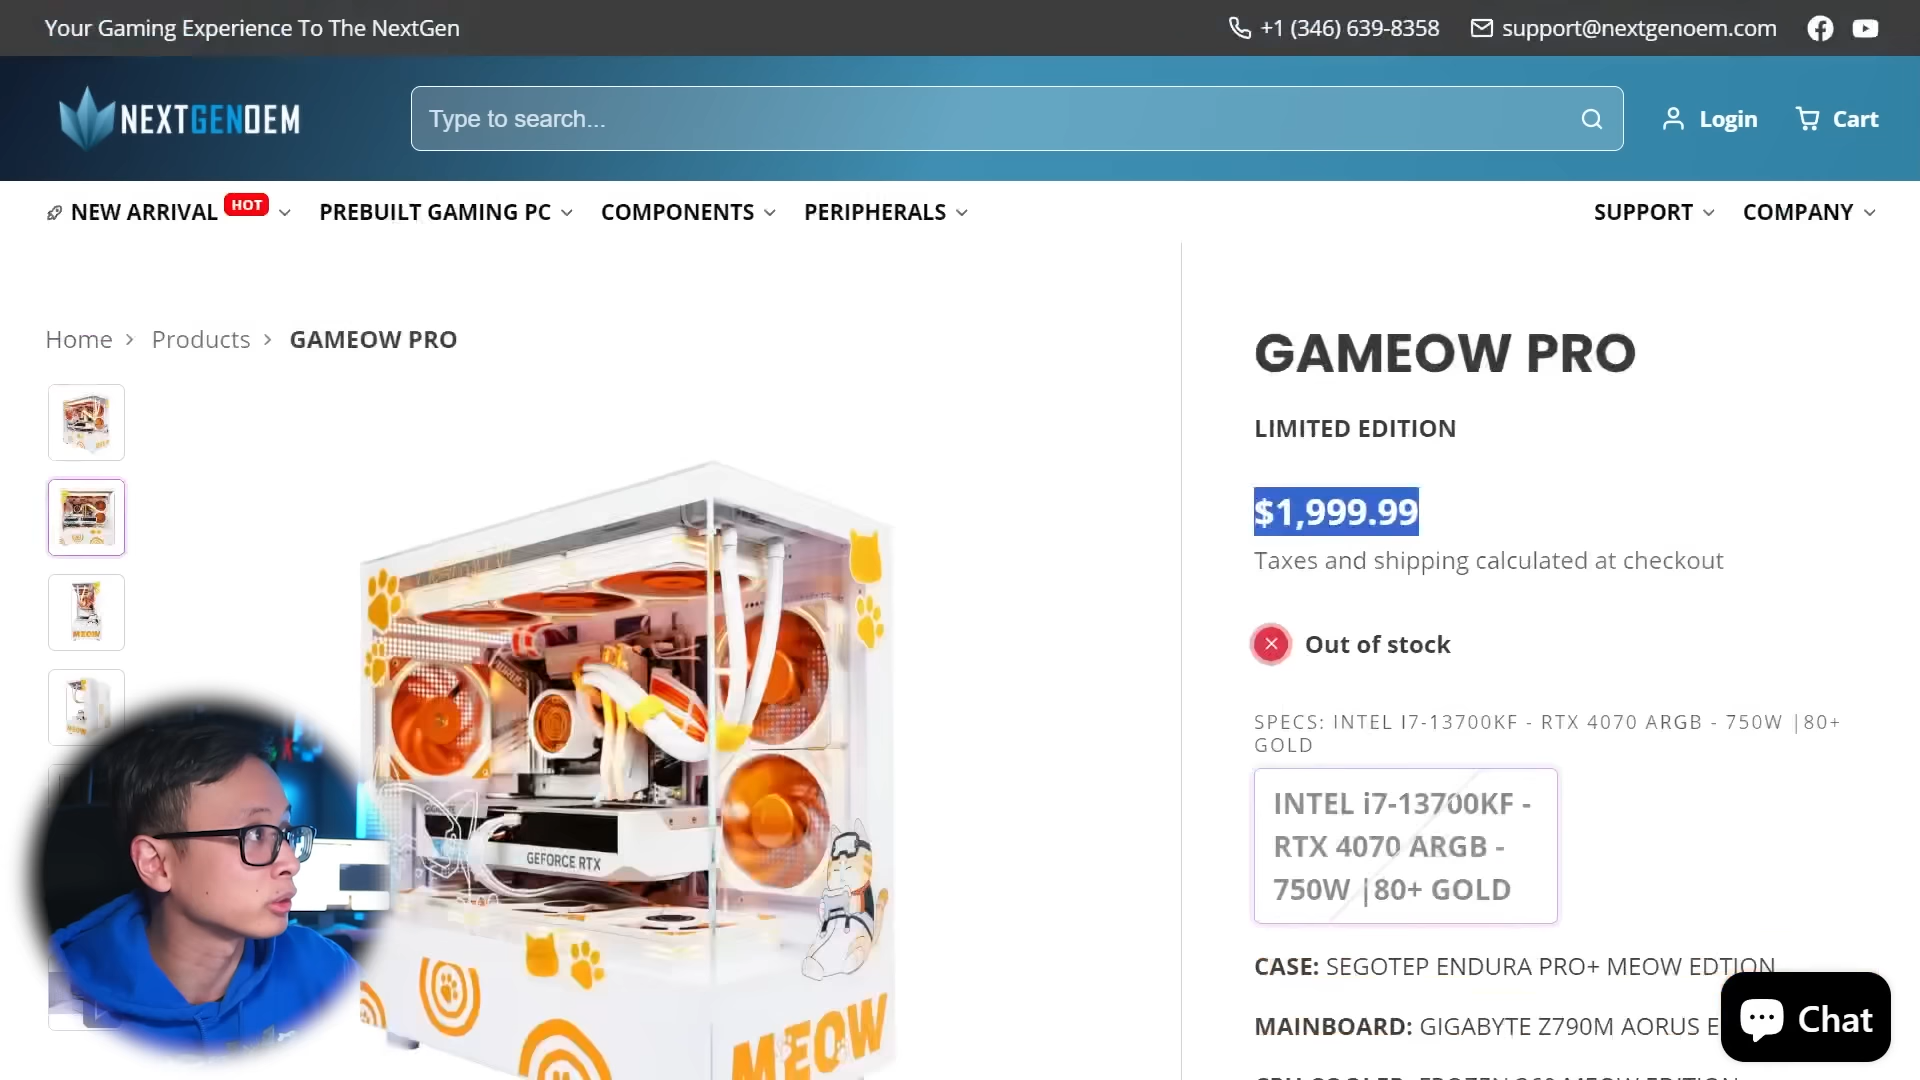 Your Gaming Experience To The NextGen
+1 (346) 639-8358
support@nextgenoem.com
NEXTGENOEM
Type to search...
Login
Cart
NEW ARRIVAL HOT
PREBUILT GAMING PC
COMPONENTS
PERIPHERALS
SUPPORT
COMPANY
Home > Products > GAMEOW PRO
GAMEOW PRO
LIMITED EDITION
$1,999.99
Taxes and shipping calculated at checkout
Out of stock
SPECS: INTEL I7-13700KF - RTX 4070 ARGB - 750W |80+
GOLD
INTEL i7-13700KF -
RTX 4070 ARGB -
750W |80+ GOLD
CASE: SEGOTEP ENDURA PRO+ MEOW EDTION
MAINBOARD: GIGABYTE Z790M AORUS E
Chat
GEFORCE RTX
MEOW
MEOW